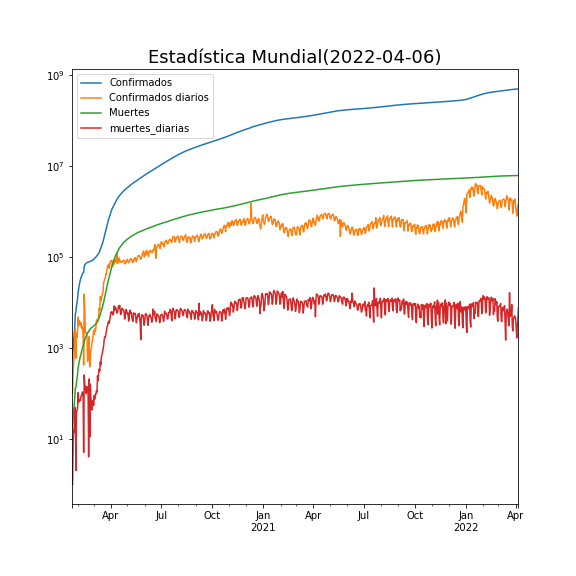 Estadística Mundial(2022-04-06)
Confirmados
Confirmados diarios
Muertes
muertes_diarias
10^9
10^7
10^5
10^3
10^1
Apr Jul Oct Jan Apr Jul Oct Jan Apr
2021 2022